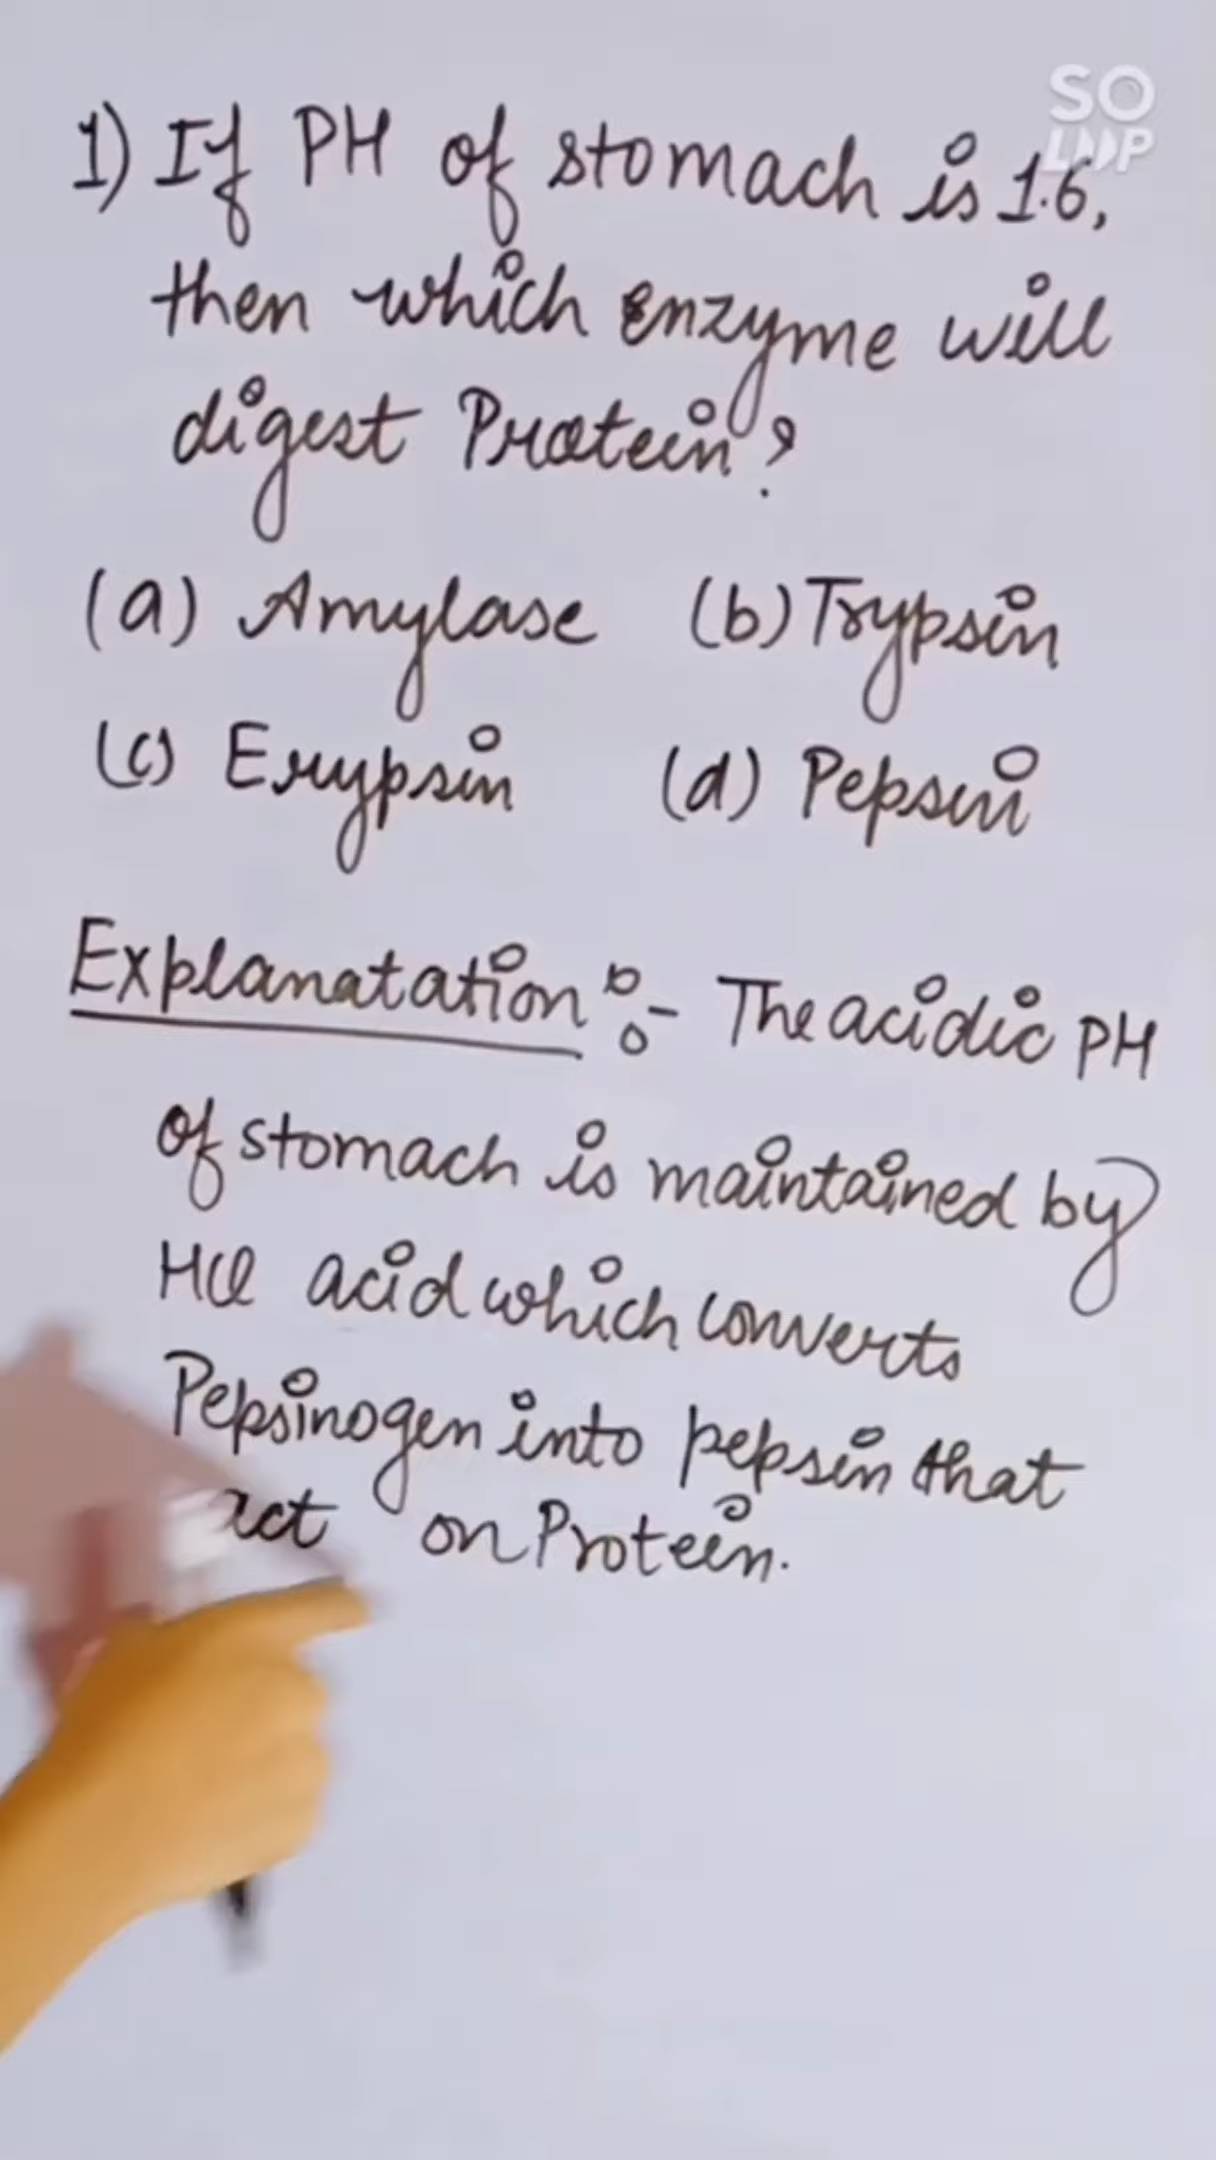 SO
LOOP
1) If PH of stomach is 1.6,
then which enzyme will
digest Protein?
(a) Amylase (b) Trypsin
(c) Erypsin (d) Pepsin
Explanatation :- The acidic PH
of stomach is maintained by
HCl acid which converts
Pepsinogen into pepsin that
act on Protein.